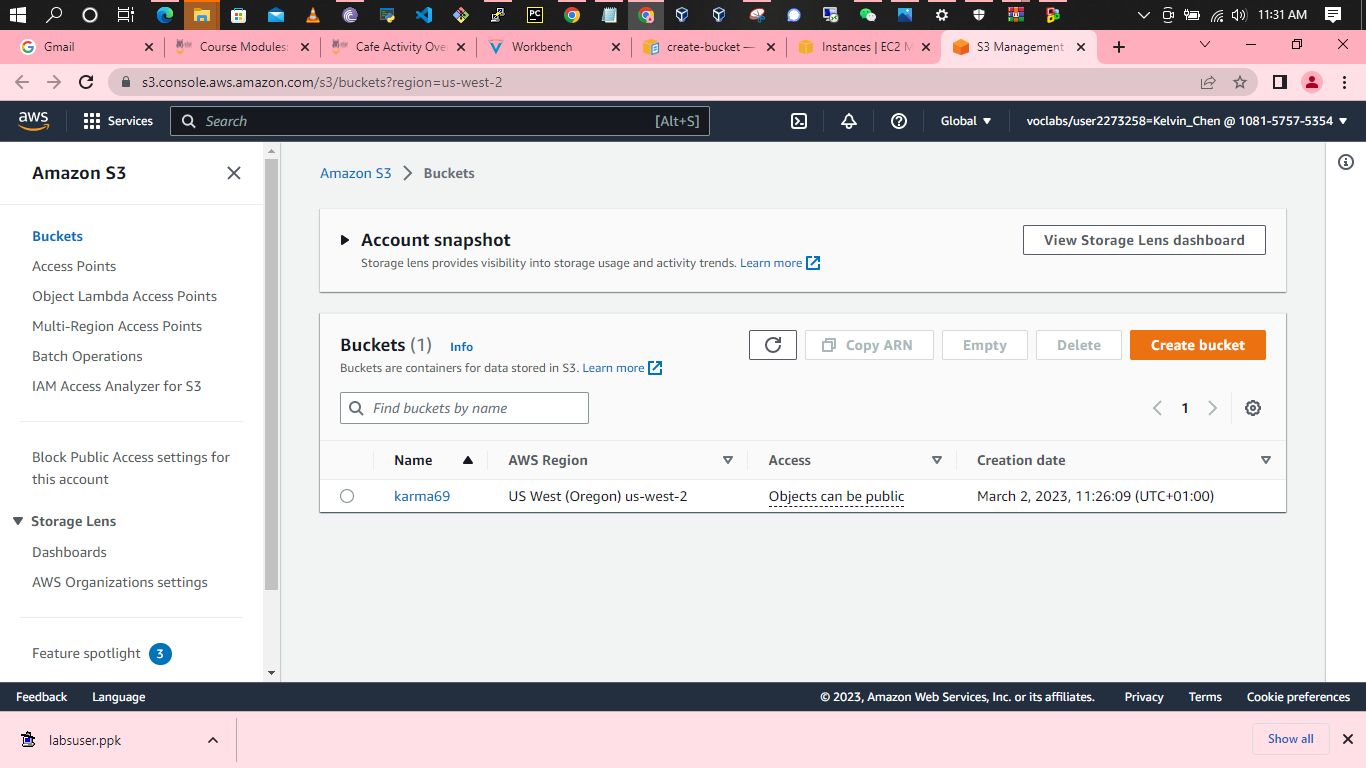 11:31 AM
Gmail
Course Modules:
Cafe Activity Ove
Workbench
create-bucket —
Instances | EC2 M
S3 Management
s3.console.aws.amazon.com/s3/buckets?region=us-west-2
aws
Services
Search
[Alt+S]
Global
voclabs/user2273258=Kelvin_Chen @ 1081-5757-5354
Amazon S3
Buckets
Access Points
Object Lambda Access Points
Multi-Region Access Points
Batch Operations
IAM Access Analyzer for S3
Block Public Access settings for
this account
Storage Lens
Dashboards
AWS Organizations settings
Feature spotlight 3
Amazon S3 > Buckets
Account snapshot
Storage lens provides visibility into storage usage and activity trends. Learn more
View Storage Lens dashboard
Buckets (1) Info
Buckets are containers for data stored in S3. Learn more
Copy ARN
Empty
Delete
Create bucket
Find buckets by name
1
Name AWS Region Access Creation date
karma69 US West (Oregon) us-west-2 Objects can be public March 2, 2023, 11:26:09 (UTC+01:00)
Feedback Language © 2023, Amazon Web Services, Inc. or its affiliates. Privacy Terms Cookie preferences
labsuser.ppk
Show all